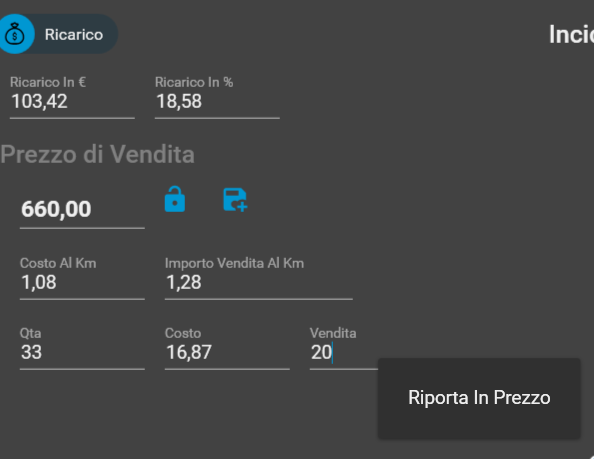 Ricarico
Incic
Ricarico In € Ricarico In %
103,42 18,58
Prezzo di Vendita
660,00
Costo Al Km Importo Vendita Al Km
1,08 1,28
Qta Costo Vendita
33 16,87 20
Riporta In Prezzo